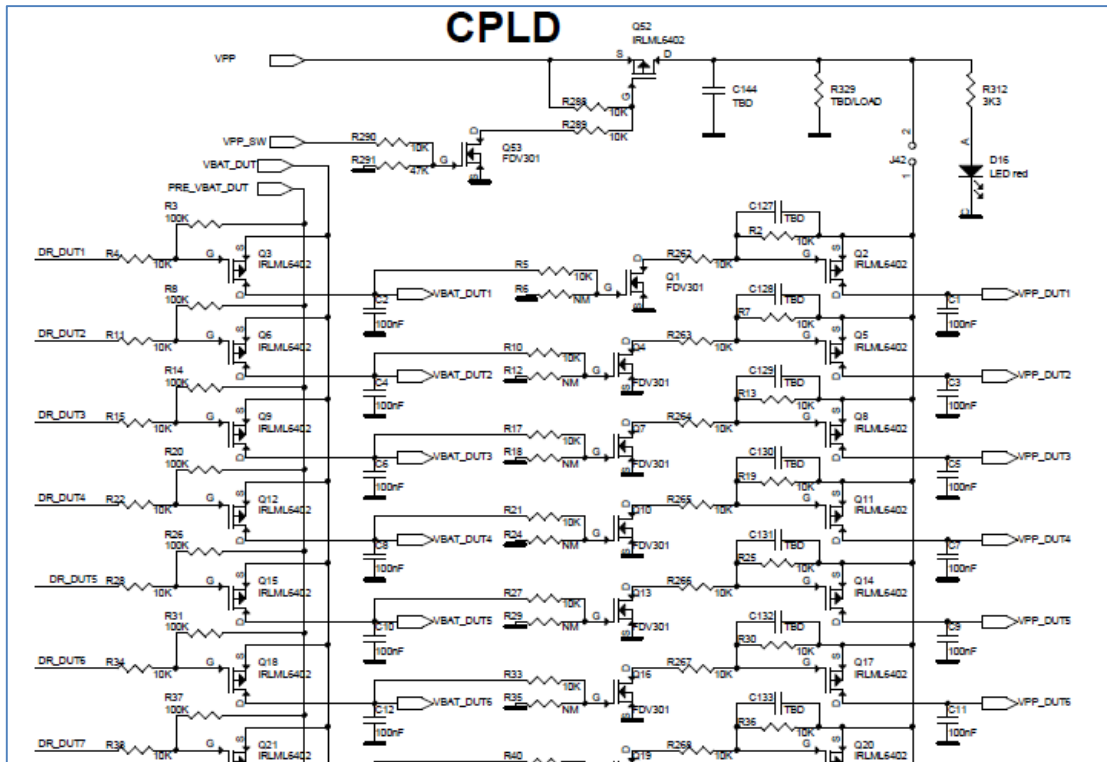 CPLD
Q52
IRLML6402
VPP
S
D
G
R288
10K
R289
10K
C144
TBD
R329
TBD/LOAD
R312
3K3
VPP_SW
R290
10K
R291
47K
G
D
S
Q53
FDV301
2
J42
1
A
D16
LED red
C
VBAT_DUT
PRE_VBAT_DUT
R3
100K
DR_DUT1
R4
10K
G
S
D
Q3
IRLML6402
C2
100nF
VBAT_DUT1
R5
10K
R6
NM
G
D
S
Q1
FDV301
R262
10K
C127
TBD
R2
10K
G
S
D
Q2
IRLML6402
C1
100nF
VPP_DUT1
R8
100K
DR_DUT2
R11
10K
G
S
D
Q6
IRLML6402
C4
100nF
VBAT_DUT2
R10
10K
R12
NM
G
D
S
Q4
FDV301
R263
10K
C128
TBD
R7
10K
G
S
D
Q5
IRLML6402
C3
100nF
VPP_DUT2
R14
100K
DR_DUT3
R15
10K
G
S
D
Q9
IRLML6402
C6
100nF
VBAT_DUT3
R17
10K
R18
NM
G
D
S
Q7
FDV301
R264
10K
C129
TBD
R13
10K
G
S
D
Q8
IRLML6402
C5
100nF
VPP_DUT3
R20
100K
DR_DUT4
R22
10K
G
S
D
Q12
IRLML6402
C8
100nF
VBAT_DUT4
R21
10K
R24
NM
G
D
S
Q10
FDV301
R265
10K
C130
TBD
R19
10K
G
S
D
Q11
IRLML6402
C7
100nF
VPP_DUT4
R26
100K
DR_DUT5
R28
10K
G
S
D
Q15
IRLML6402
C10
100nF
VBAT_DUT5
R27
10K
R29
NM
G
D
S
Q13
FDV301
R266
10K
C131
TBD
R25
10K
G
S
D
Q14
IRLML6402
C9
100nF
VPP_DUT5
R31
100K
DR_DUT6
R34
10K
G
S
D
Q18
IRLML6402
C12
100nF
VBAT_DUT6
R33
10K
R35
NM
G
D
S
Q16
FDV301
R267
10K
C132
TBD
R30
10K
G
S
D
Q17
IRLML6402
C11
100nF
VPP_DUT6
R37
100K
DR_DUT7
R38
10K
G
S
Q21
IRLML6402
R40
10K
D
Q19
R268
10K
C133
TBD
R36
10K
G
S
Q20
IRLML6402